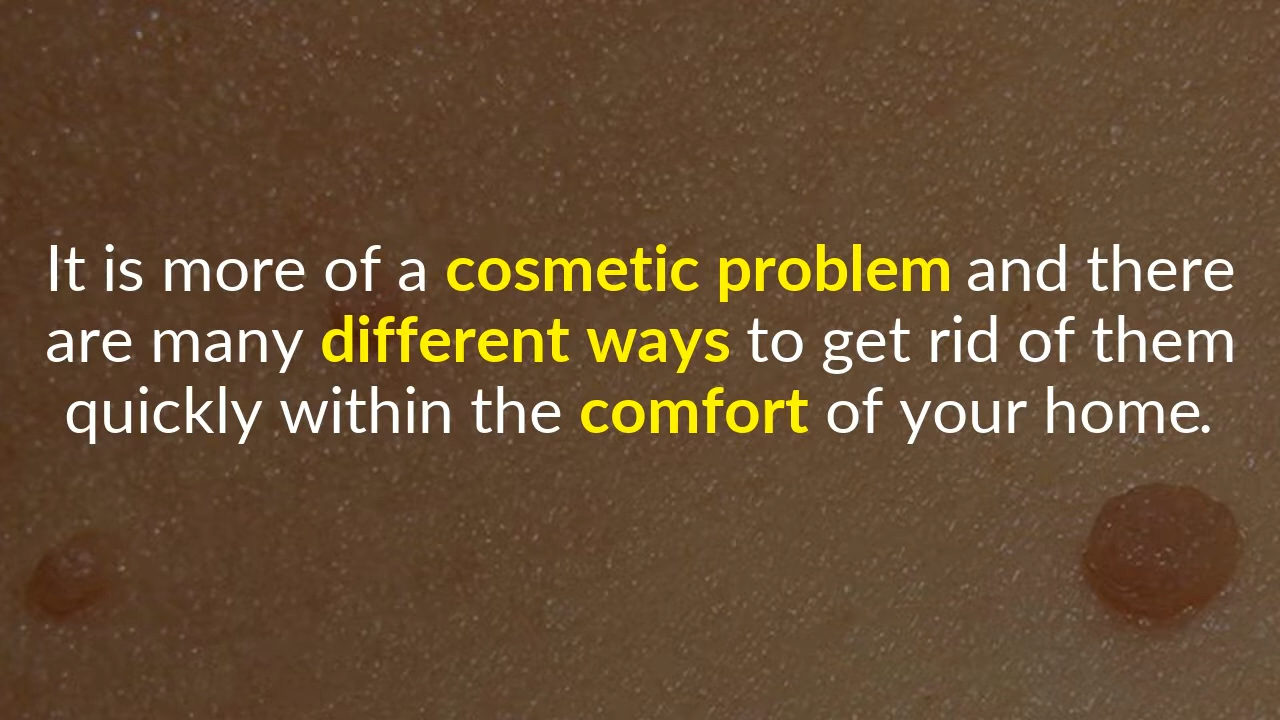 It is more of a cosmetic problem and there
are many different ways to get rid of them
quickly within the comfort of your home.